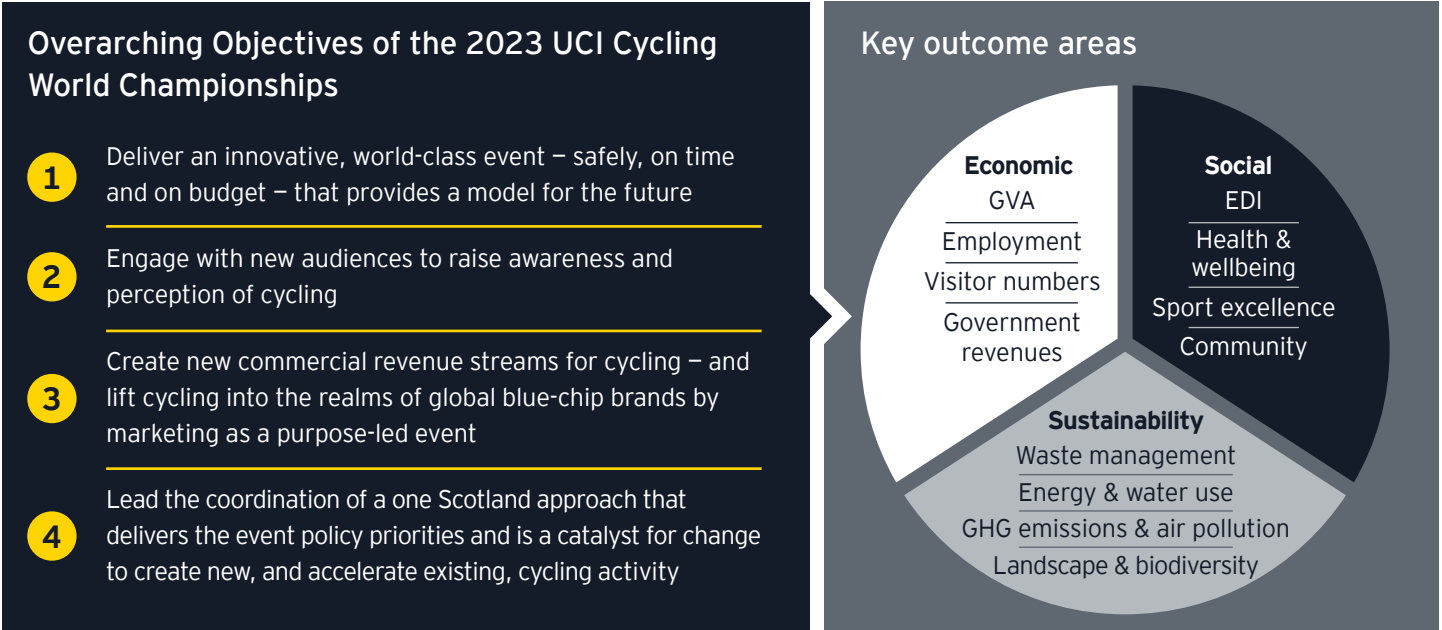 Overarching Objectives of the 2023 UCI Cycling
World Championships
1
Deliver an innovative, world-class event – safely, on time
and on budget – that provides a model for the future
2
Engage with new audiences to raise awareness and
perception of cycling
3
Create new commercial revenue streams for cycling – and
lift cycling into the realms of global blue-chip brands by
marketing as a purpose-led event
4
Lead the coordination of a one Scotland approach that
delivers the event policy priorities and is a catalyst for change
to create new, and accelerate existing, cycling activity
Key outcome areas
Economic
GVA
Employment
Visitor numbers
Government
revenues
Social
EDI
Health &
wellbeing
Sport excellence
Community
Sustainability
Waste management
Energy & water use
GHG emissions & air pollution
Landscape & biodiversity